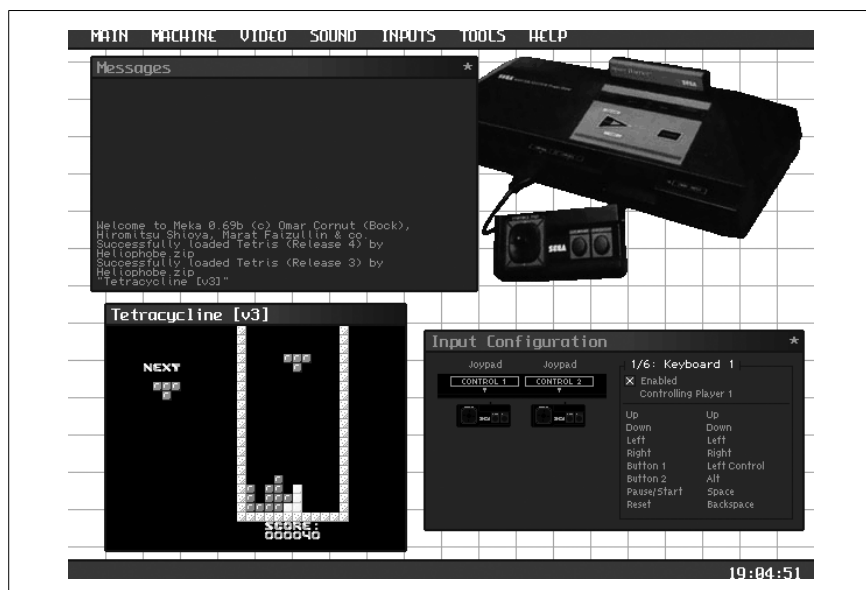 MAIN MACHINE VIDEO SOUND INPUTS TOOLS HELP
Messages
Welcome to Meka 0.69b (c) Omar Cornut (Bock),
Hiromitsu Shioya, Marat Faizullin & co.
Successfully loaded Tetris (Release 4) by
Heliophobe.zip
Successfully loaded Tetris (Release 3) by
Heliophobe.zip
"Tetracycline [v3]"
SEGA
Tetracycline [v3]
NEXT
SCORE:
000040
Input Configuration
Joypad Joypad
CONTROL 1 CONTROL 2
1/6: Keyboard 1
Enabled
Controlling Player 1
Up Up
Down Down
Left Left
Right Right
Button 1 Left Control
Button 2 Alt
Pause/Start Space
Reset Backspace
19:04:51